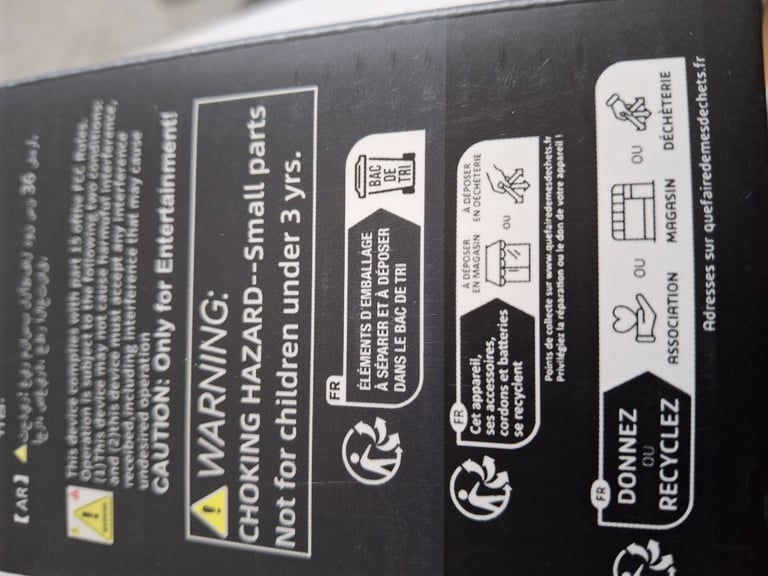 【AR】
36
This device complies with part 15 of the FCC Rules.
Operation is subject to the following two conditions:
(1)This device may not cause harmful interference,
and (2)this device must accept any interference
received,including interference that may cause
undesired operation
CAUTION: Only for Entertainment!
WARNING:
CHOKING HAZARD--Small parts
Not for children under 3 yrs.
FR
ÉLÉMENTS D'EMBALLAGE
À SÉPARER ET À DÉPOSER
DANS LE BAC DE TRI
BAC
DE
TRI
FR
Cet appareil,
ses accessoires,
cordons et batteries
se recyclent
À DÉPOSER
EN MAGASIN
OU
À DÉPOSER
EN DÉCHÈTERIE
Points de collecte sur www.quefairedemesdechets.fr
Privilégiez la réparation ou le don de votre appareil !
FR
DONNEZ
OU
RECYCLEZ
ASSOCIATION
OU
MAGASIN
OU
DÉCHÈTERIE
Adresses sur quefairedemesdechets.fr